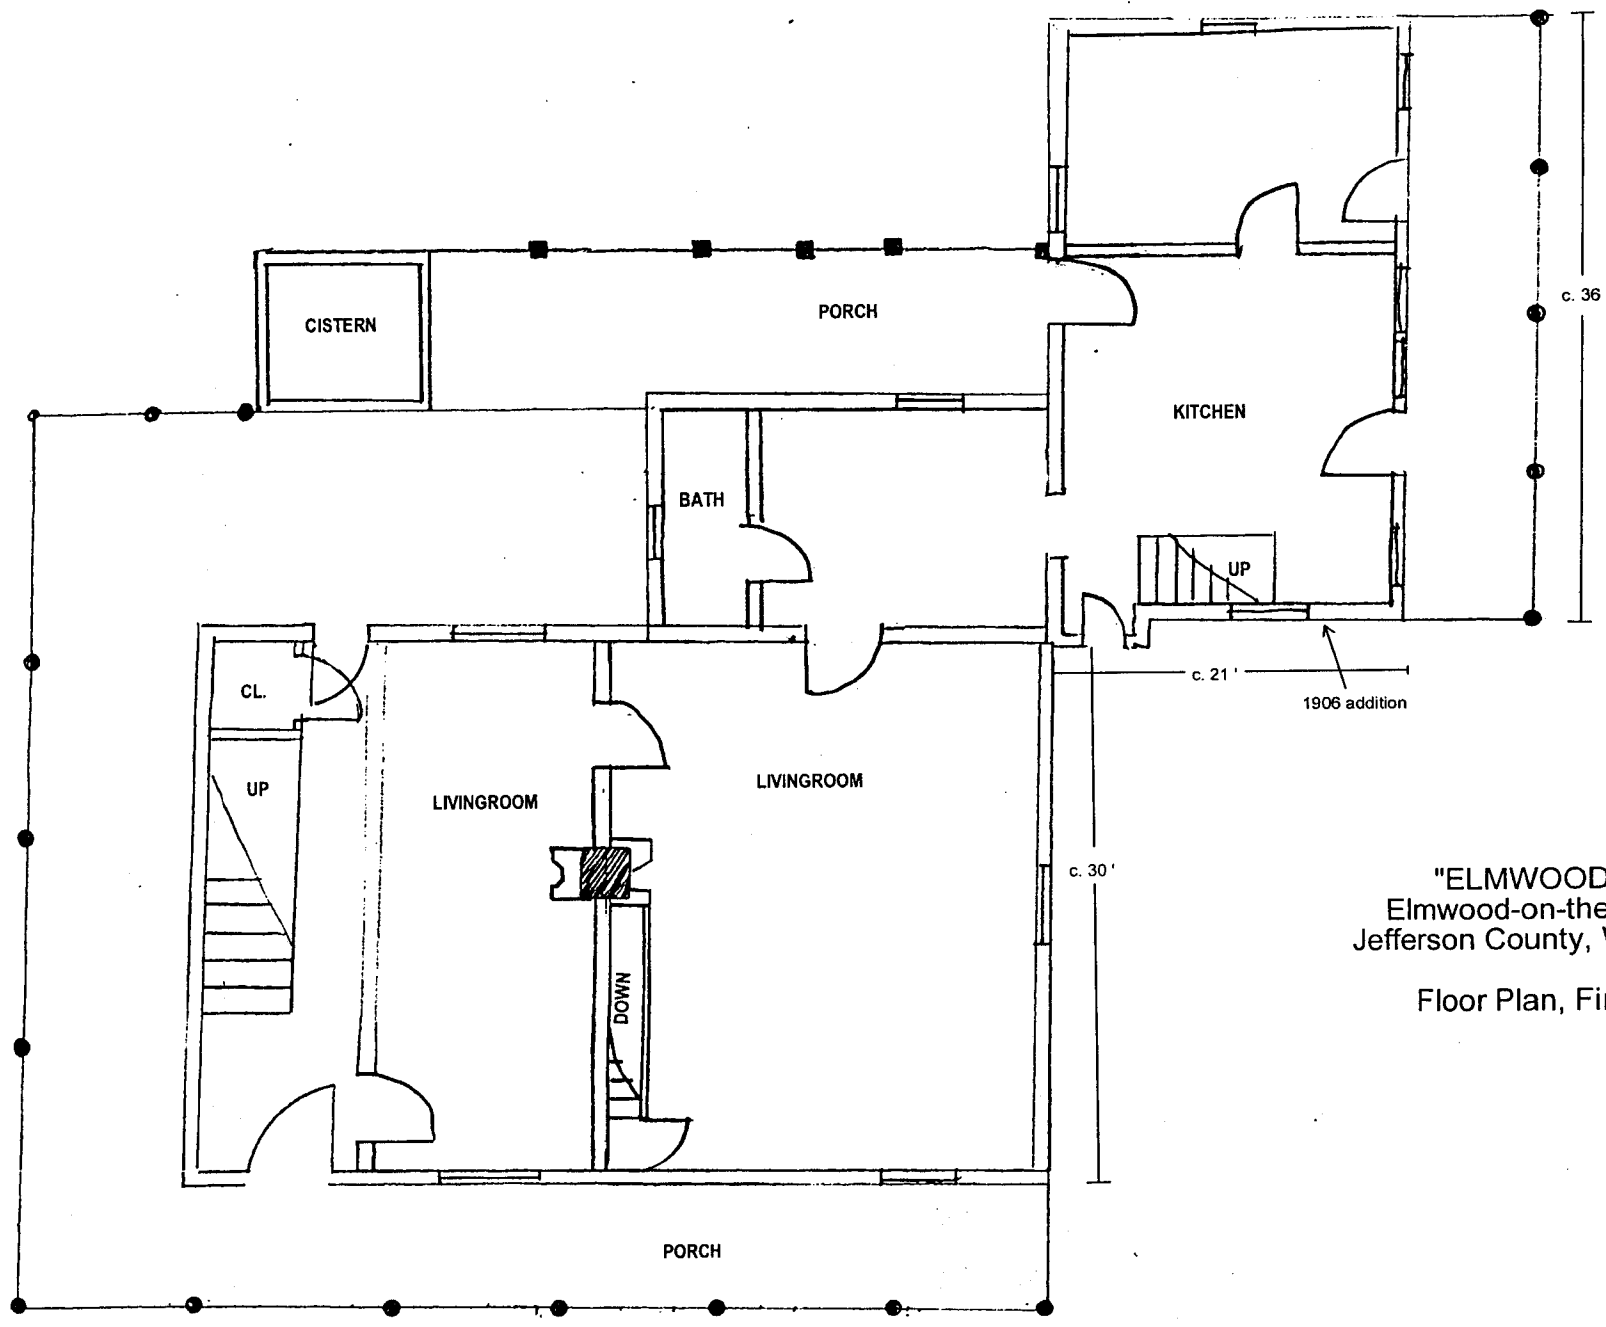 c. 36
PORCH
CISTERN
KITCHEN
BATH
UP
c. 21 '
1906 addition
CL.
UP
LIVINGROOM
LIVINGROOM
c. 30 '
"ELMWOOD
Elmwood-on-the
Jefferson County,
DOWN
Floor Plan,
PORCH